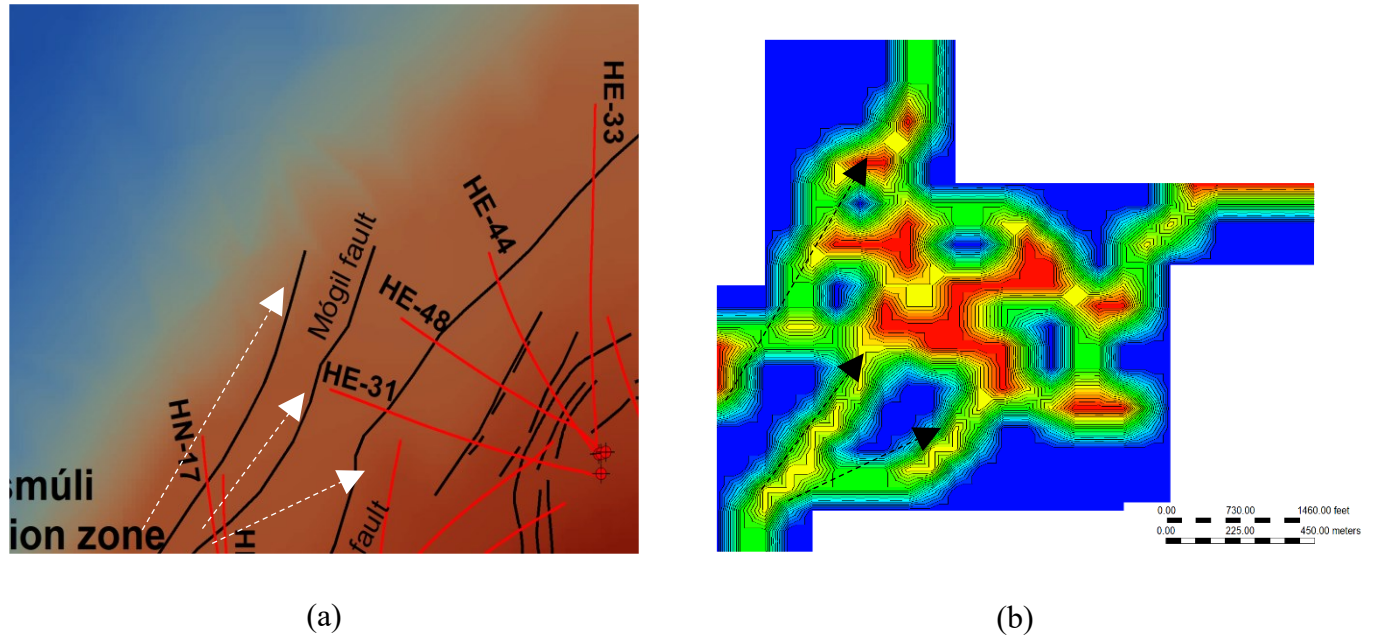 HE-33
HE-44
Mógil fault
HE-48
HE-31
HN-17
smúli
ion zone
fault
0.00 730.00 1460.00 feet
0.00 225.00 450.00 meters
(a)
(b)